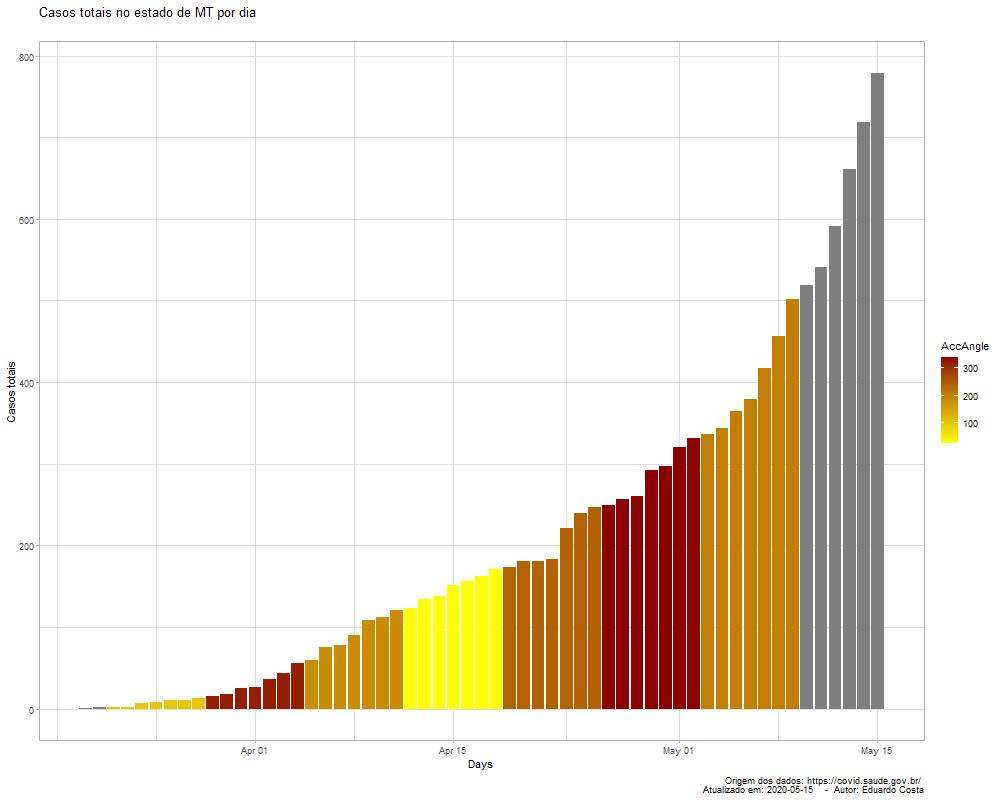 Casos totais no estado de MT por dia
800
600
400
200
0
Casos totais
Apr 01
Apr 15
May 01
May 15
Days
AccAngle
300
200
100
Origem dos dados: https://covid.saude.gov.br/
Atualizado em: 2020-05-15 - Autor: Eduardo Costa